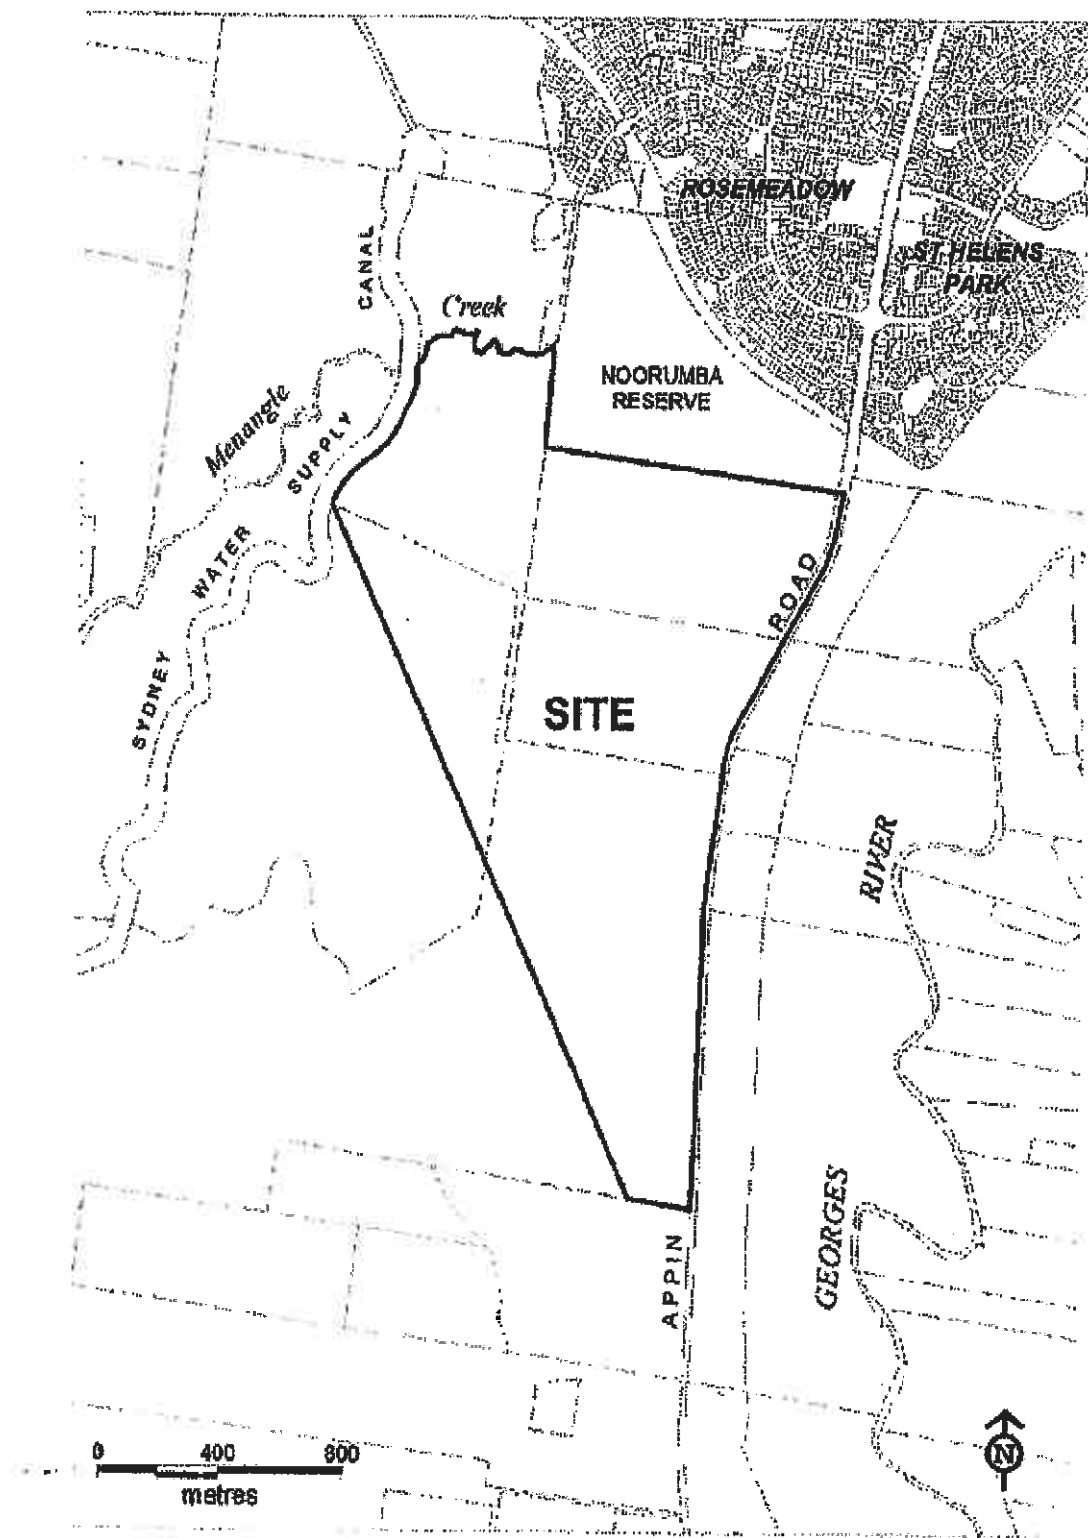 ROSEMEADOW
ST HELENS
PARK
CANAL
Creek
NOORUMBA
RESERVE
Menangle
SUPPLY
WATER
SYDNEY
ROAD
SITE
RIVER
GEORGES
APPIN
0 400 800
metres
N